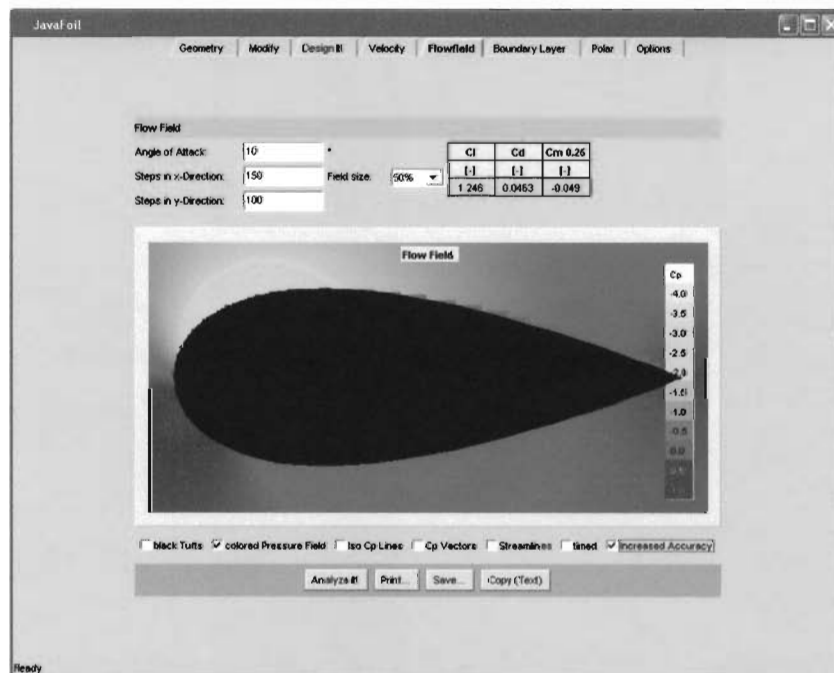 JavaFoil
Geometry Modify Design It! Velocity Flowfield Boundary Layer Polar Options
Flow Field
Angle of Attack: 10 °
Steps in x-Direction: 150 Field size: 50%
Steps in y-Direction: 100
Cl Cd Cm 0.25
[-] [-] [-]
1.246 0.0453 -0.049
Flow Field
Cp
-4.0
-3.5
-3.0
-2.5
-2.0
-1.5
-1.0
-0.5
0.0
black Tufts colored Pressure Field Iso Cp Lines Cp Vectors Streamlines timed Increased Accuracy
Analyze It! Print... Save... Copy (Text)
Ready